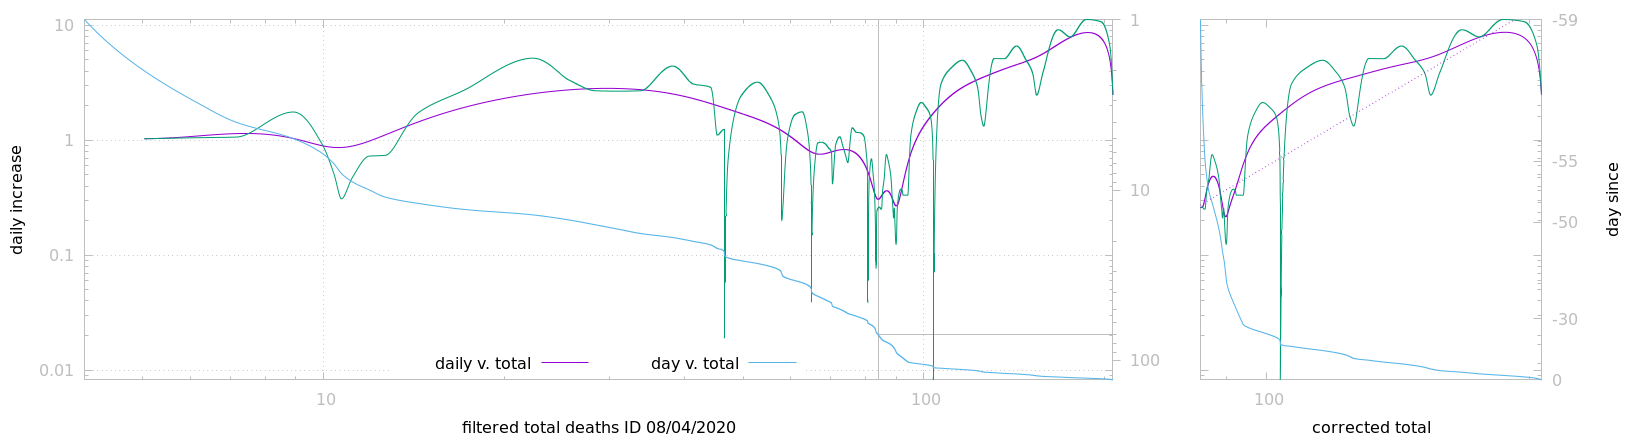 10
1
0.1
0.01
daily increase
daily v. total
day v. total
10
100
filtered total deaths ID 08/04/2020
1
10
100
-59
-55
-50
-30
0
day since
100
corrected total